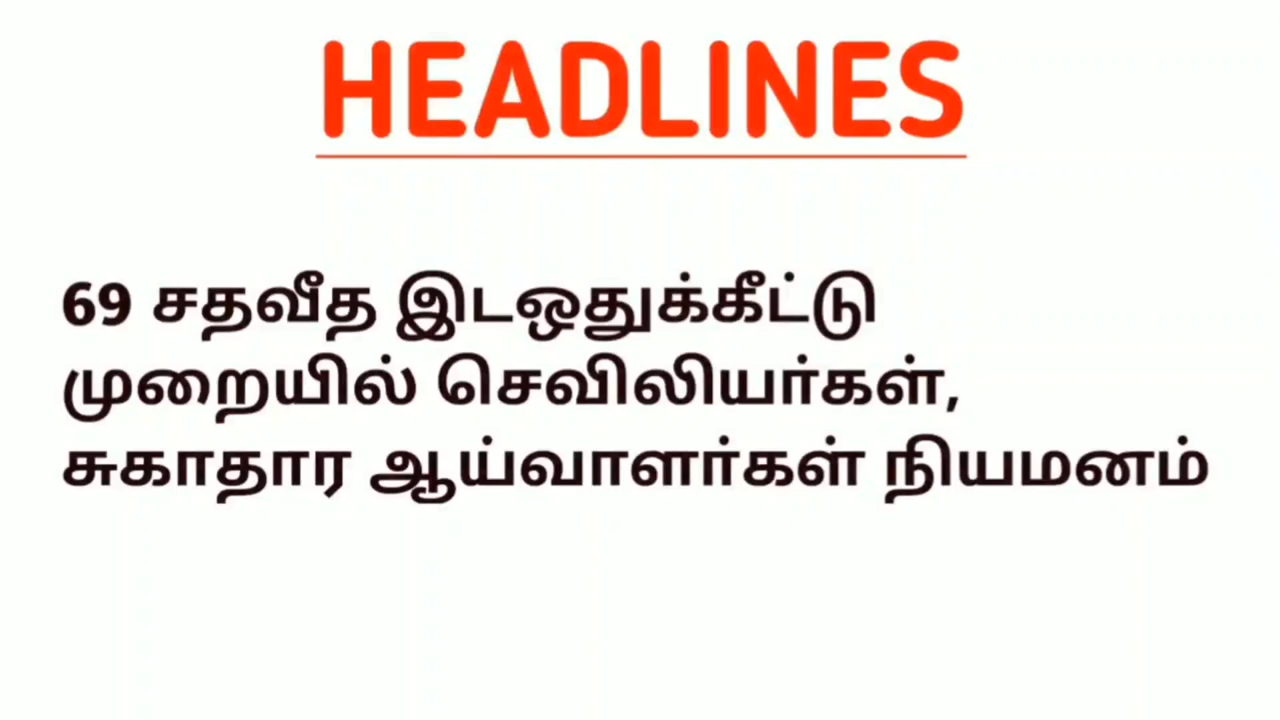 HEADLINES
69 சதவீத இடஒதுக்கீட்டு
முறையில் செவிலியர்கள்,
சுகாதார ஆய்வாளர்கள் நியமனம்